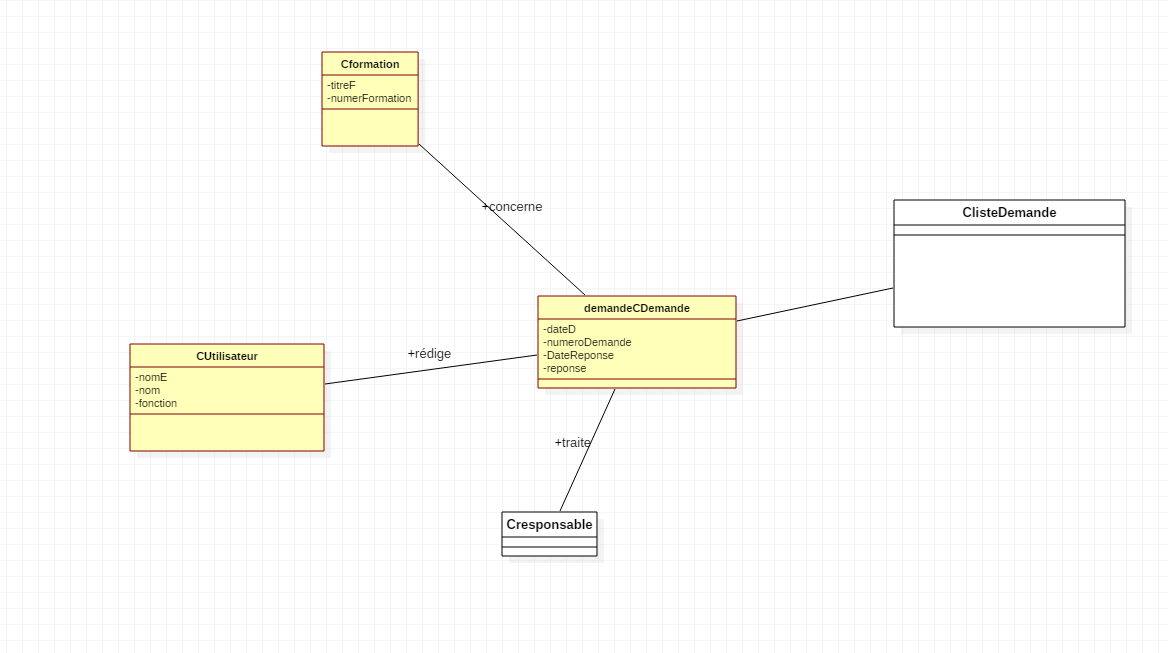 Cformation
-titreF
-numerFormation
+concerne
ClisteDemande
demandeCDemande
-dateD
-numeroDemande
-DateReponse
-reponse
+rédige
CUtilisateur
-nomE
-nom
-fonction
+traite
Cresponsable